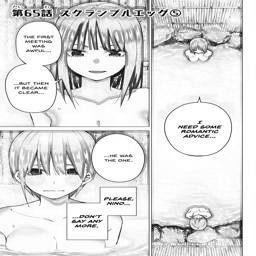 第65話 スクランブルエッグ⑤
THE FIRST
MEETING
WAS
AWFUL...
...BUT THEN
IT BECAME
CLEAR...
I
NEED SOME
ROMANTIC
ADVICE...
...HE WAS
THE ONE.
PLEASE,
NINO...
...DON'T
SAY ANY
MORE.